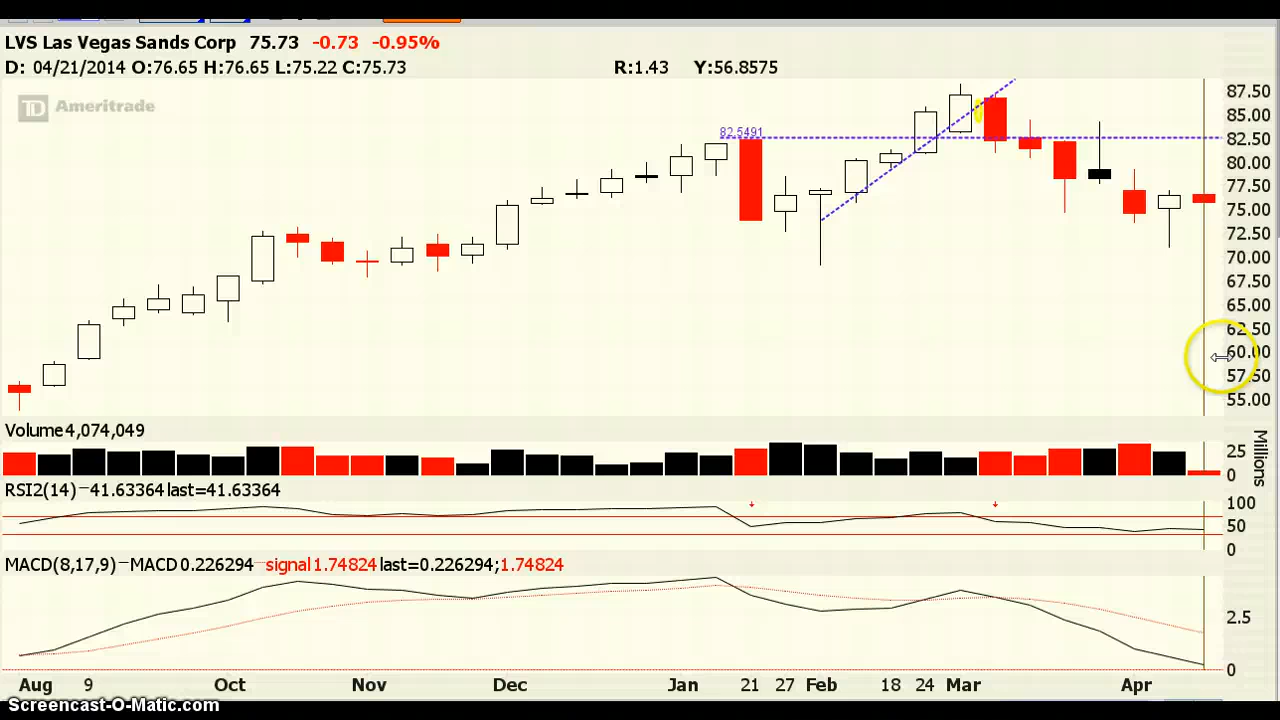 LVS Las Vegas Sands Corp 75.73 -0.73 -0.95%
D: 04/21/2014 O:76.65 H:76.65 L:75.22 C:75.73 R:1.43 Y:56.8575
TD Ameritrade
82.5491
87.50
85.00
82.50
80.00
77.50
75.00
72.50
70.00
67.50
65.00
62.50
60.00
57.50
55.00
Volume 4,074,049
25
0
Millions
RSI2(14) —41.63364 last=41.63364
100
50
0
MACD(8,17,9) —MACD 0.226294 —signal 1.74824 last=0.226294;1.74824
2.5
0
Aug 9 Oct Nov Dec Jan 21 27 Feb 18 24 Mar Apr
Screencast-O-Matic.com